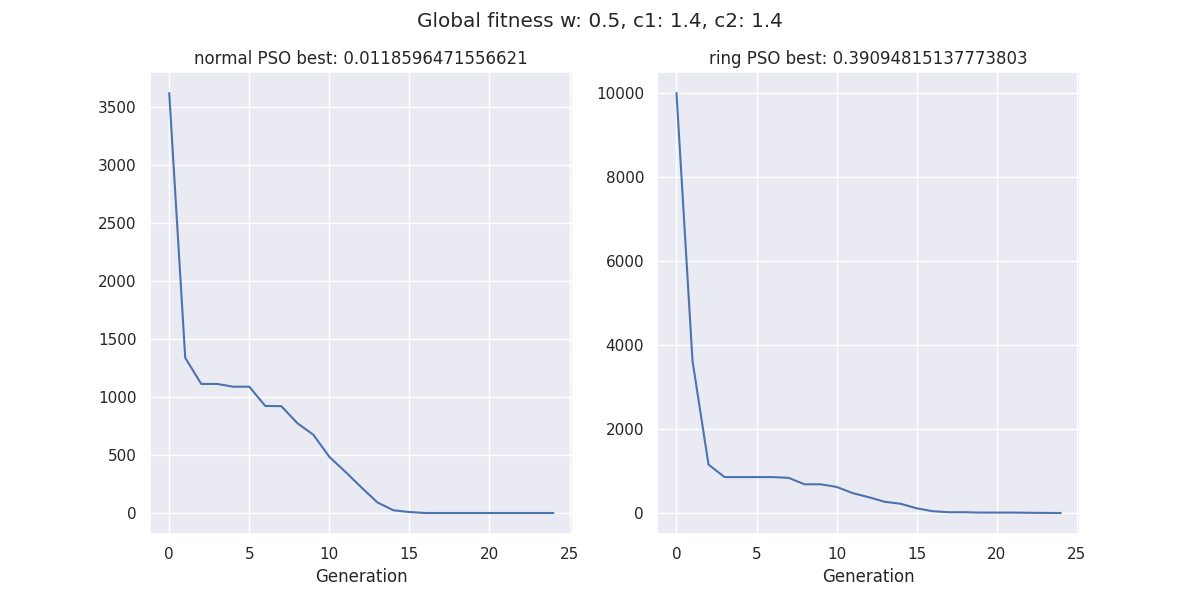 Global fitness w: 0.5, c1: 1.4, c2: 1.4
normal PSO best: 0.0118596471556621
3500
3000
2500
2000
1500
1000
500
0
0 5 10 15 20 25
Generation
ring PSO best: 0.39094815137773803
10000
8000
6000
4000
2000
0
0 5 10 15 20 25
Generation